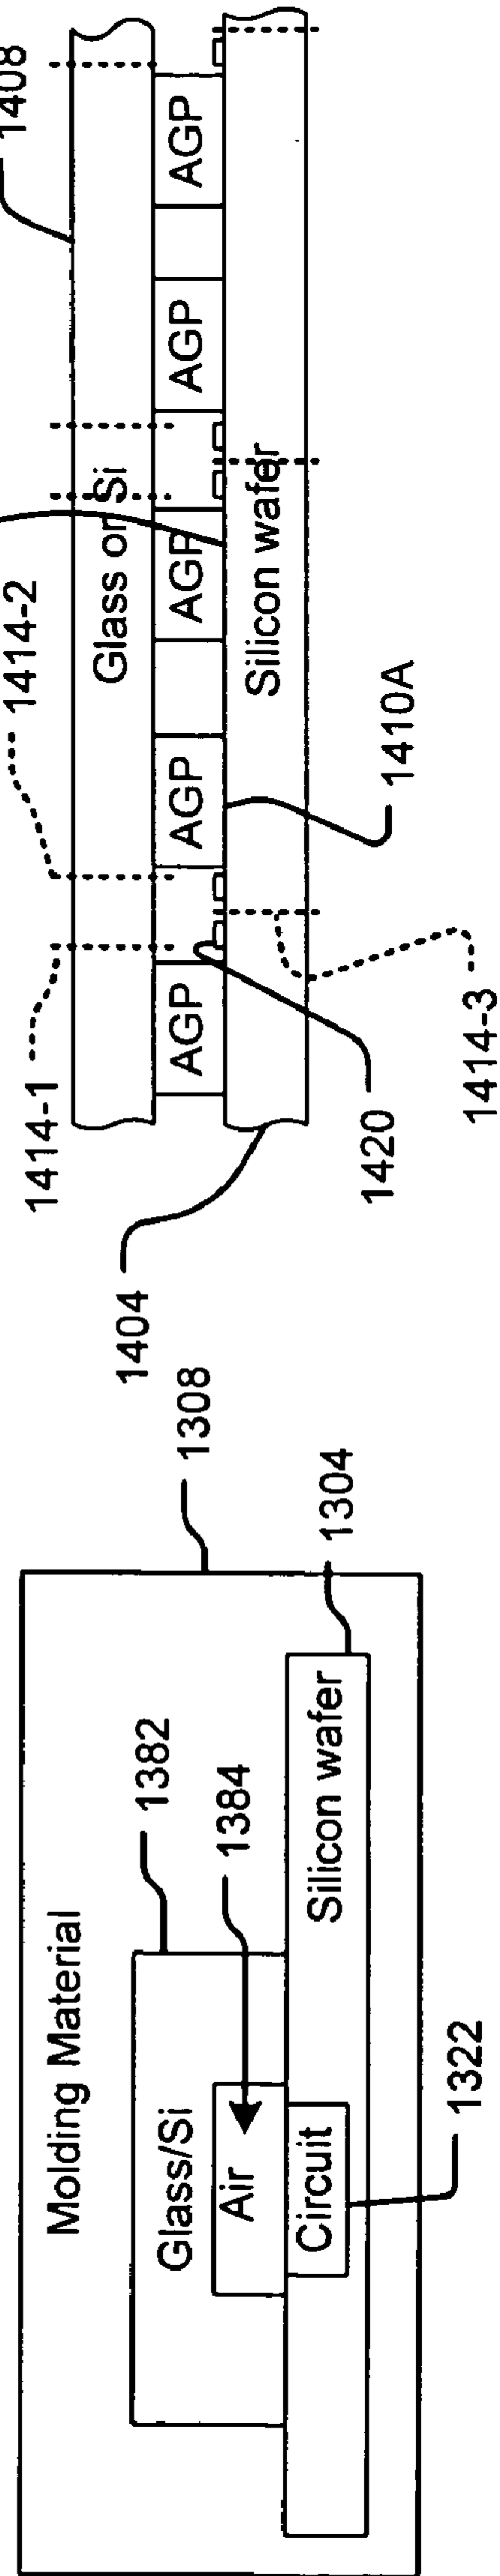 Molding Material
1308
1382
1384
Glass/Si
Air
Circuit
Silicon wafer
1304
1322
1408
1414-1
1414-2
Glass or Si
AGP
AGP
AGP
AGP
AGP
Silicon wafer
1404
1420
1410A
1414-3